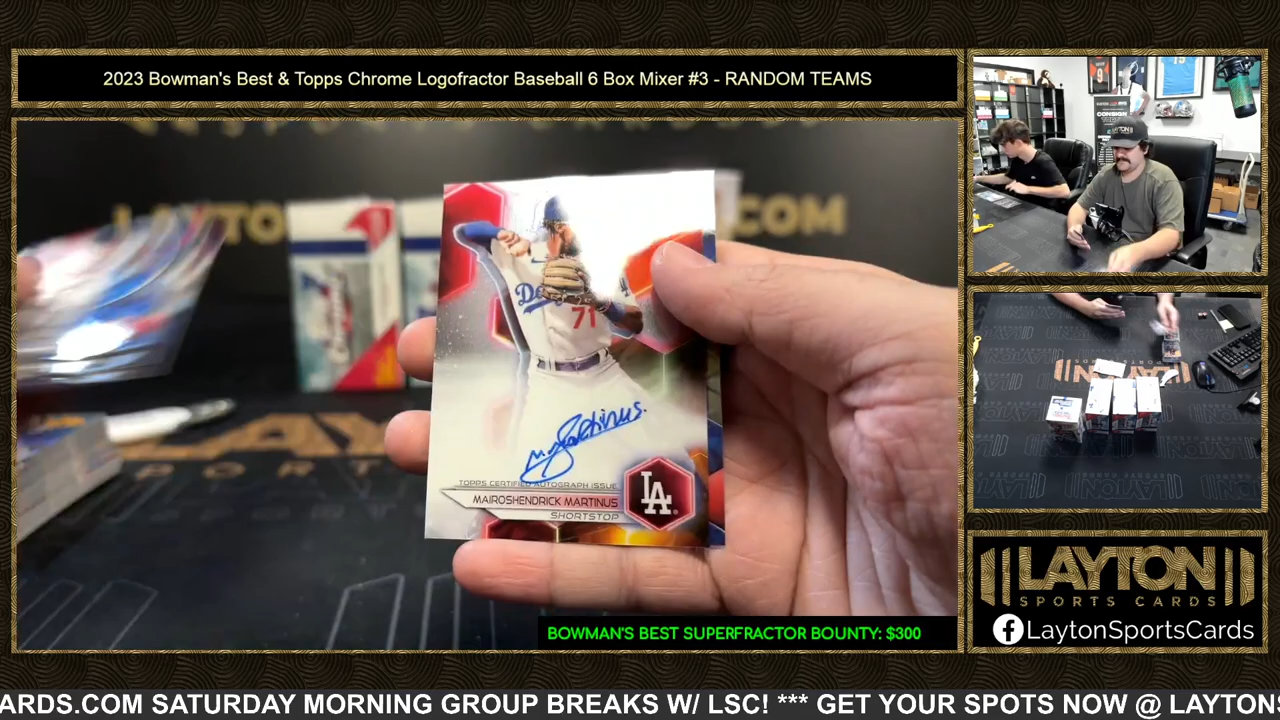 2023 Bowman's Best & Topps Chrome Logofractor Baseball 6 Box Mixer #3 - RANDOM TEAMS
71
TOPPS CERTIFIED AUTOGRAPH ISSUE
MAIROSHENDRICK MARTINUS
SHORTSTOP
LA
BOWMAN'S BEST SUPERFRACTOR BOUNTY: $300
CONSIGN
LAYTON
SPORTS CARDS
LaytonSportsCards
ARDS.COM SATURDAY MORNING GROUP BREAKS W/ LSC! *** GET YOUR SPOTS NOW @ LAYTON